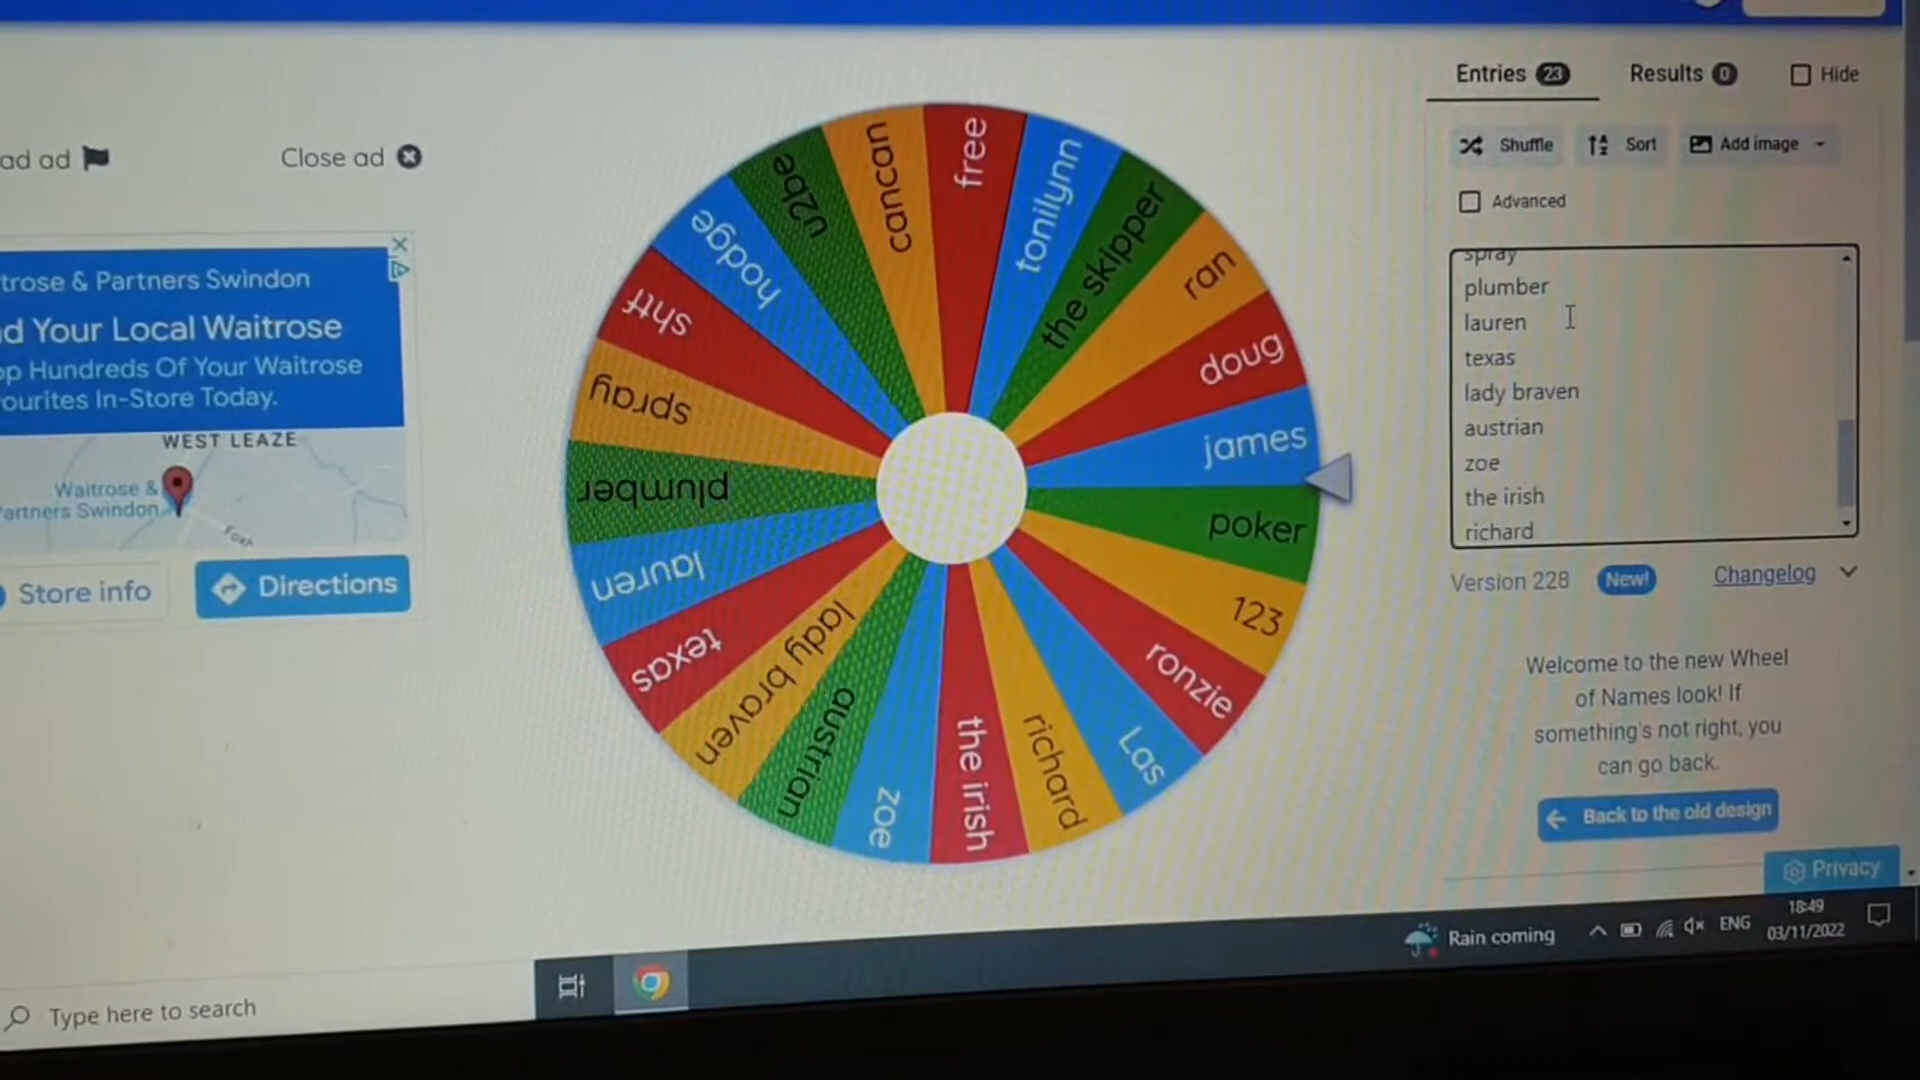 Entries 23
Results 0
Hide
Shuffle
Sort
Add image
Advanced
spray
plumber
lauren
texas
lady braven
austrian
zoe
the irish
richard
Version 228
New!
Changelog
Welcome to the new Wheel
of Names look! If
something's not right, you
can go back.
Back to the old design
Privacy
ad ad
Close ad
trose & Partners Swindon
d Your Local Waitrose
op Hundreds Of Your Waitrose
ourites In-Store Today.
WEST LEAZE
Waitrose &
artners Swindon
Store info
Directions
free
tonilynn
the skipper
ran
doug
james
poker
123
ronzie
Las
richard
the irish
zoe
austrian
lady braven
texas
lauren
plumber
spray
shtf
hodge
u2be
cancan
Type here to search
Rain coming
ENG
18:49
03/11/2022